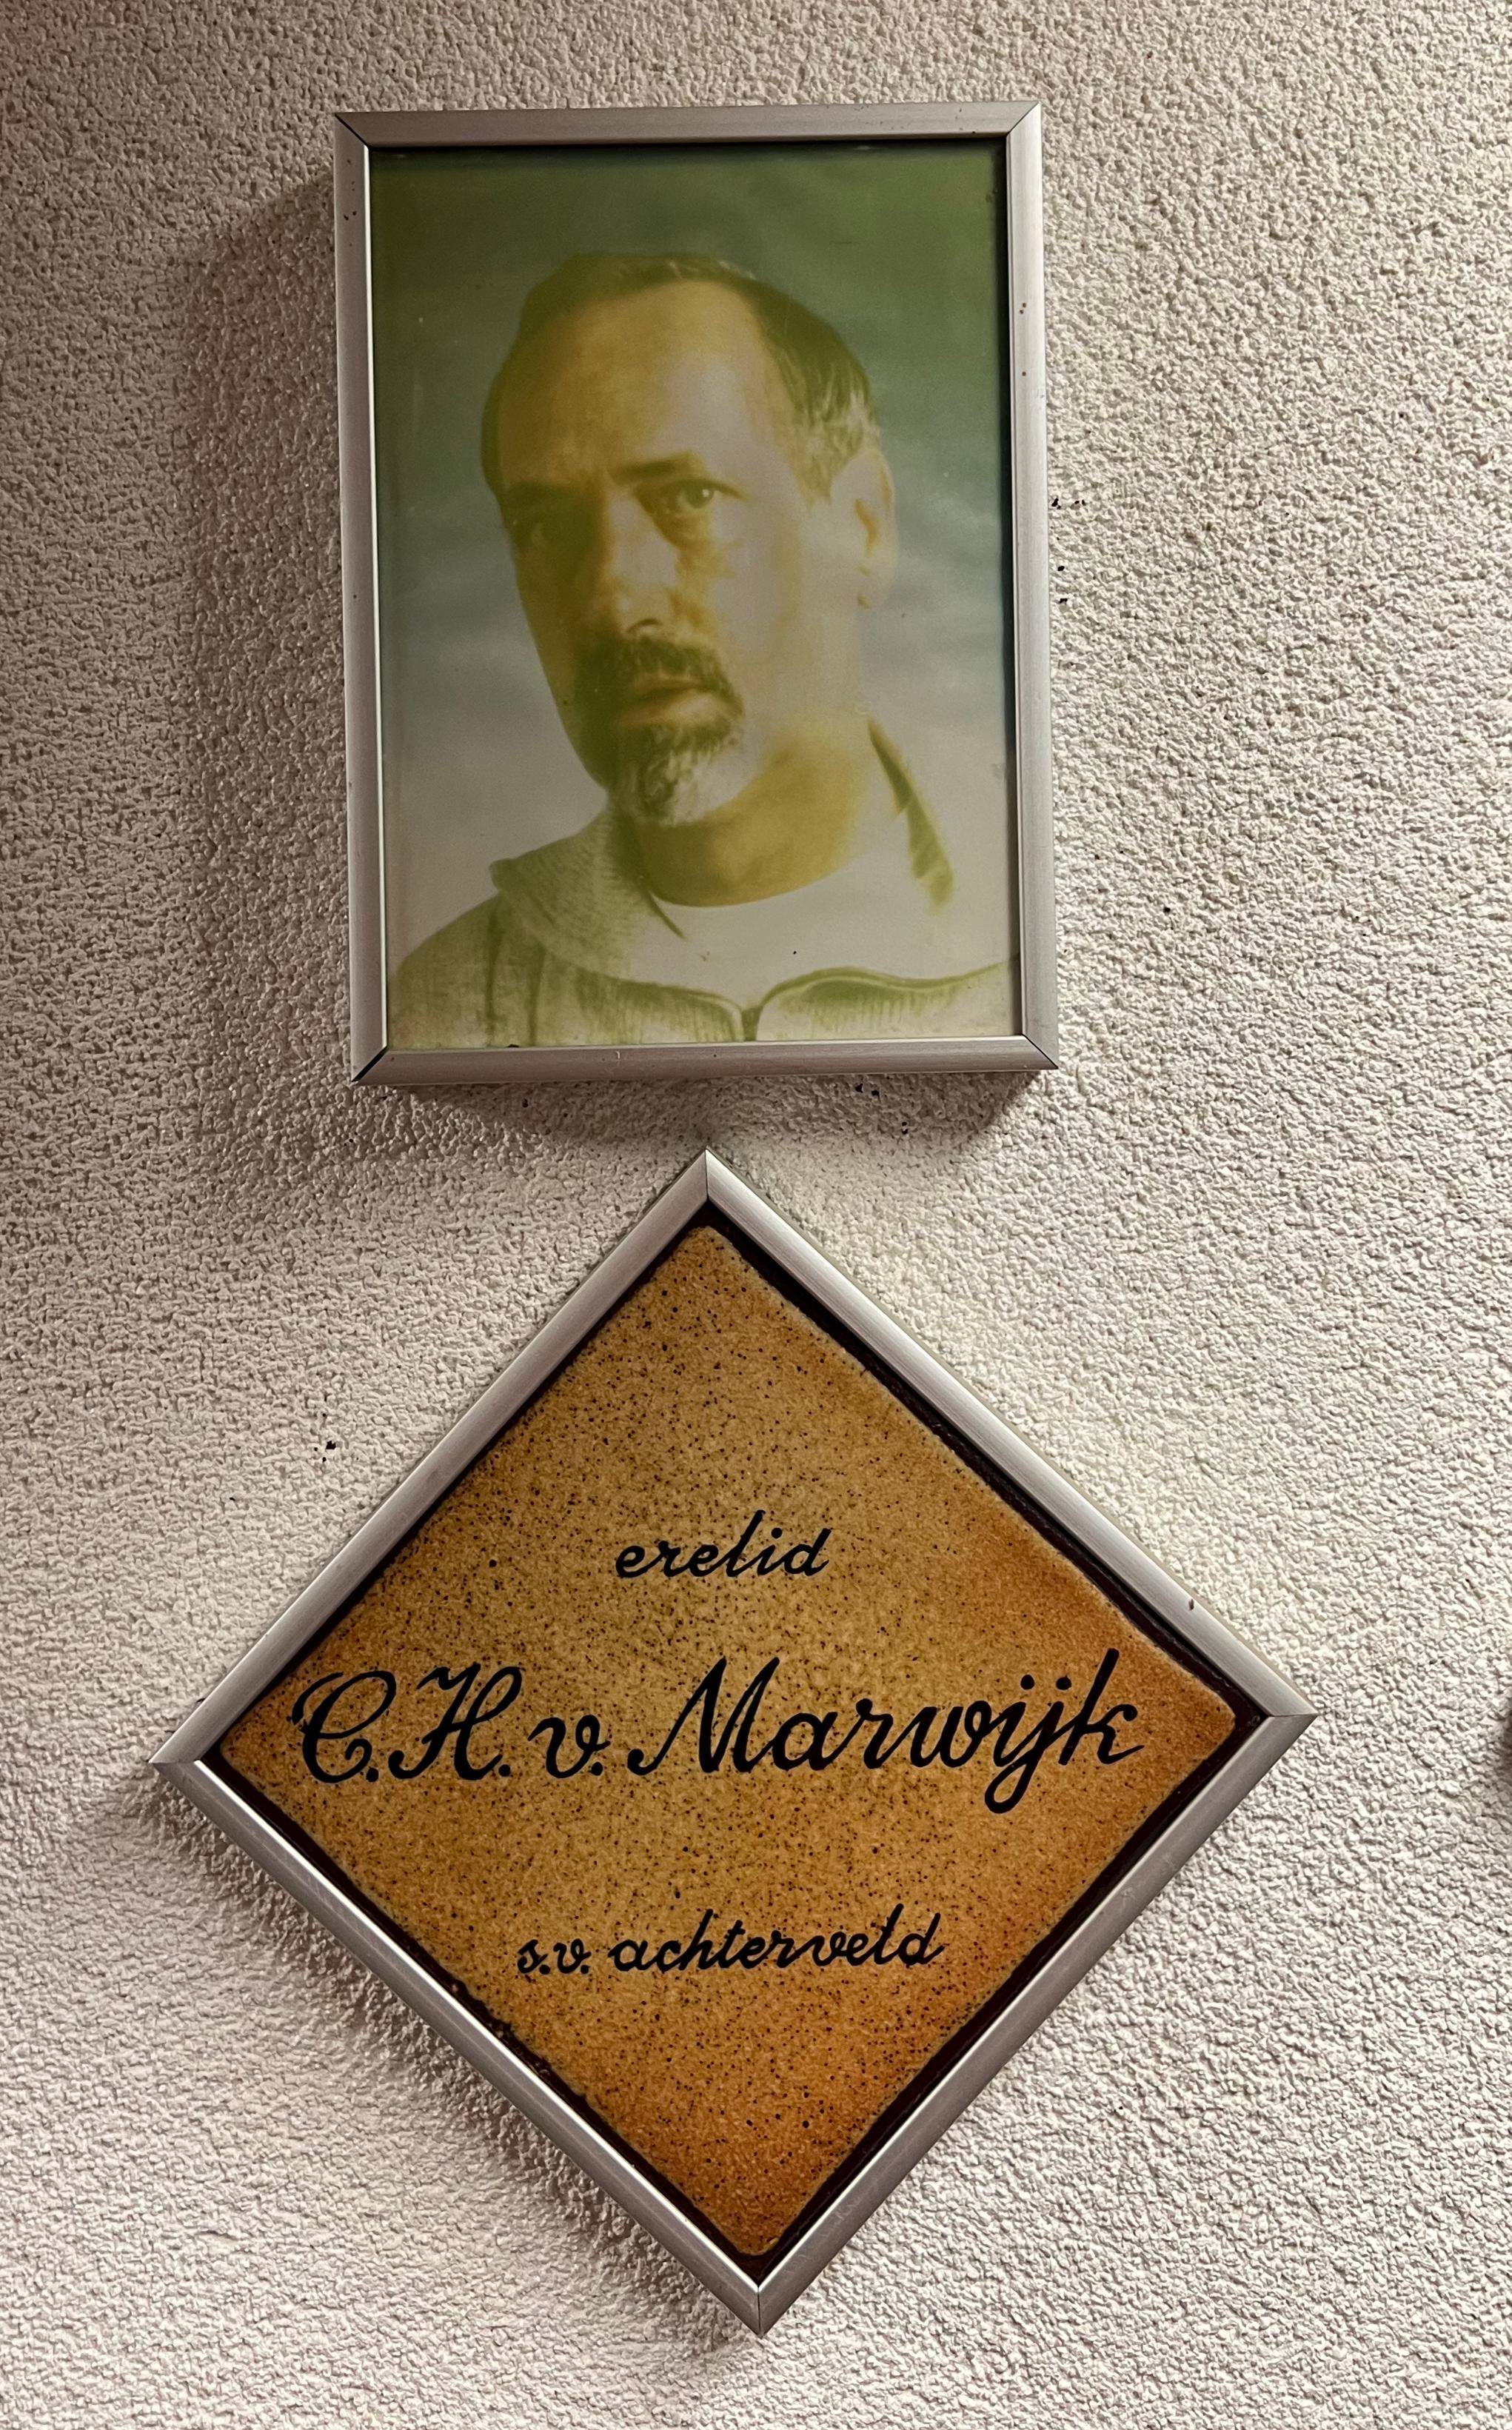 erelid
C.H. v. Marwijk
s.v. achterveld